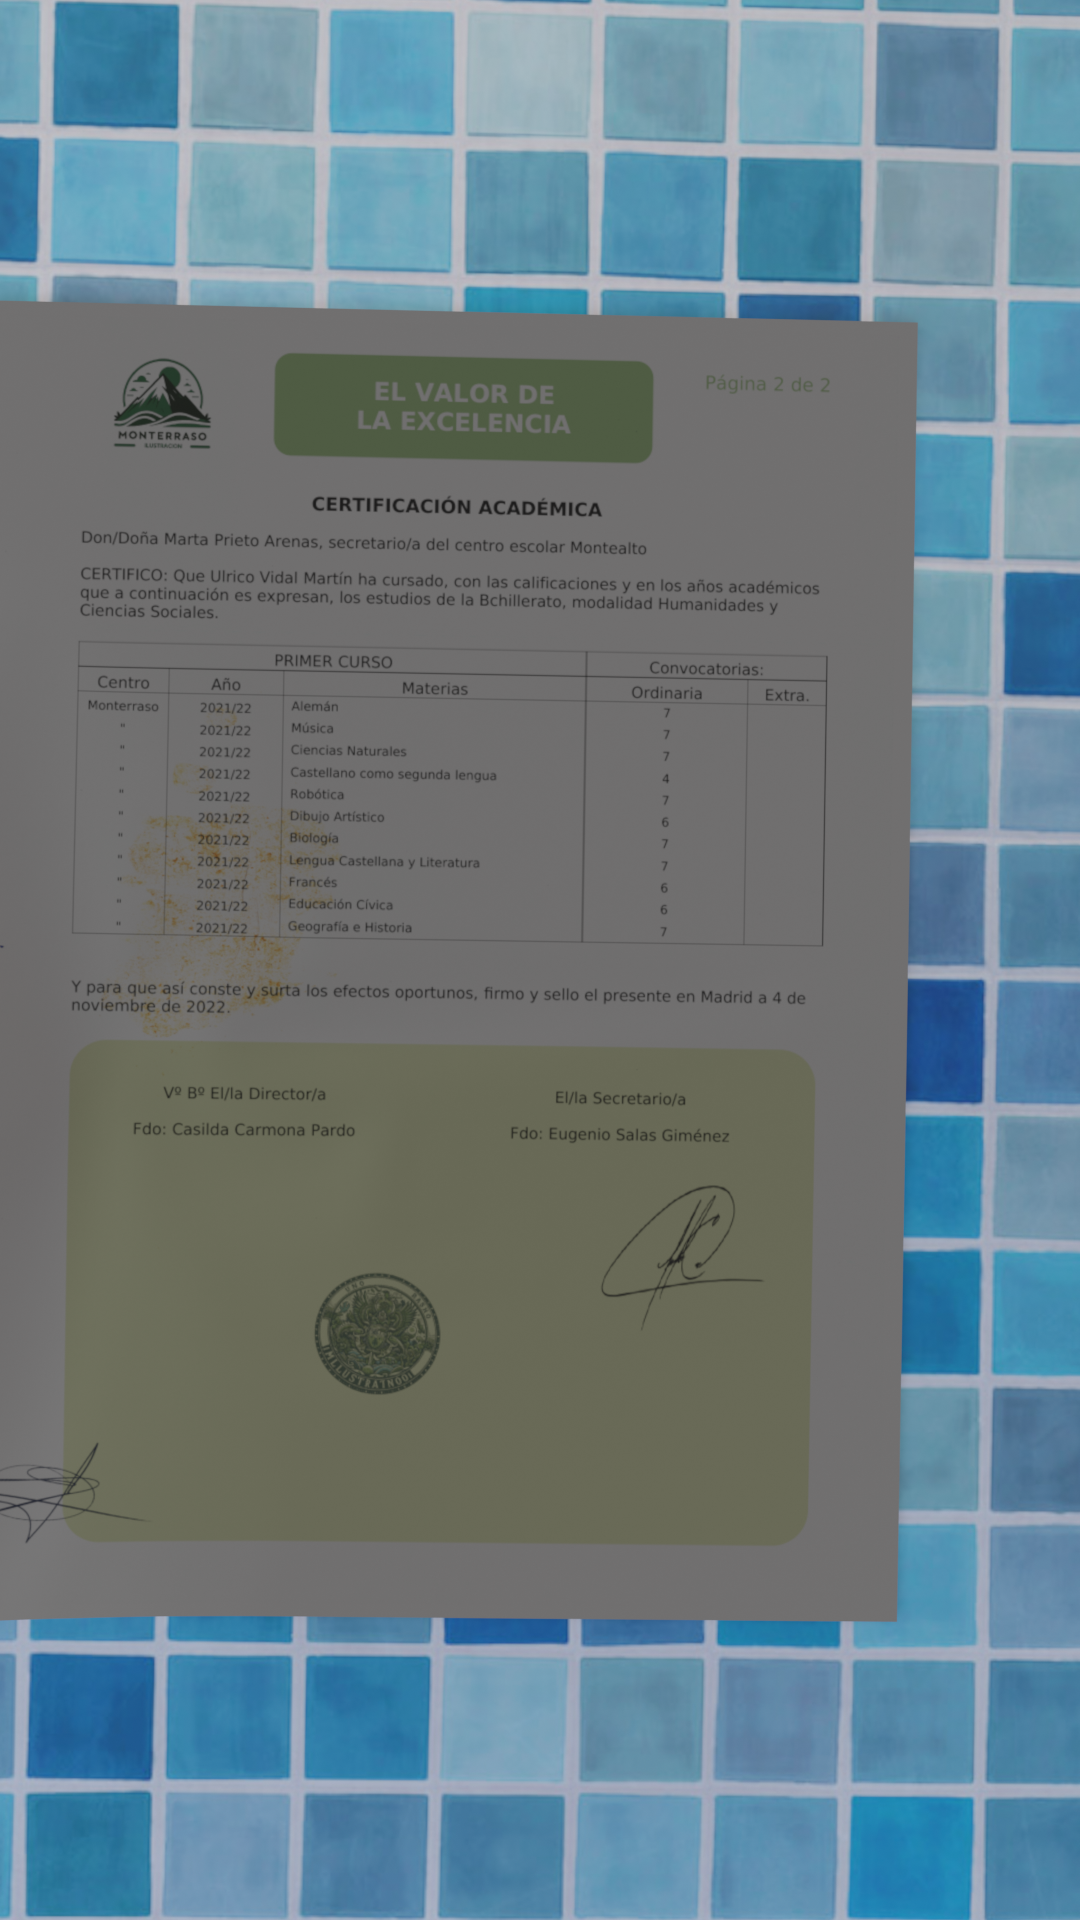 MONTERRASO
ILUSTRACION
EL VALOR DE
LA EXCELENCIA
Página 2 de 2
CERTIFICACIÓN ACADÉMICA
Don/Doña Marta Prieto Arenas, secretario/a del centro escolar Montealto
CERTIFICO: Que Ulrico Vidal Martín ha cursado, con las calificaciones y en los años académicos
que a continuación es expresan, los estudios de la Bchillerato, modalidad Humanidades y
Ciencias Sociales.
PRIMER CURSO Convocatorias:
Centro Año Materias Ordinaria Extra.
Monterraso 2021/22 Alemán 7
" 2021/22 Música 7
" 2021/22 Ciencias Naturales 7
" 2021/22 Castellano como segunda lengua 4
" 2021/22 Robótica 7
" 2021/22 Dibujo Artístico 6
" 2021/22 Biología 7
" 2021/22 Lengua Castellana y Literatura 7
" 2021/22 Francés 6
" 2021/22 Educación Cívica 6
" 2021/22 Geografía e Historia 7
Y para que así conste y surta los efectos oportunos, firmo y sello el presente en Madrid a 4 de
noviembre de 2022.
Vº Bº El/la Director/a El/la Secretario/a
Fdo: Casilda Carmona Pardo Fdo: Eugenio Salas Giménez